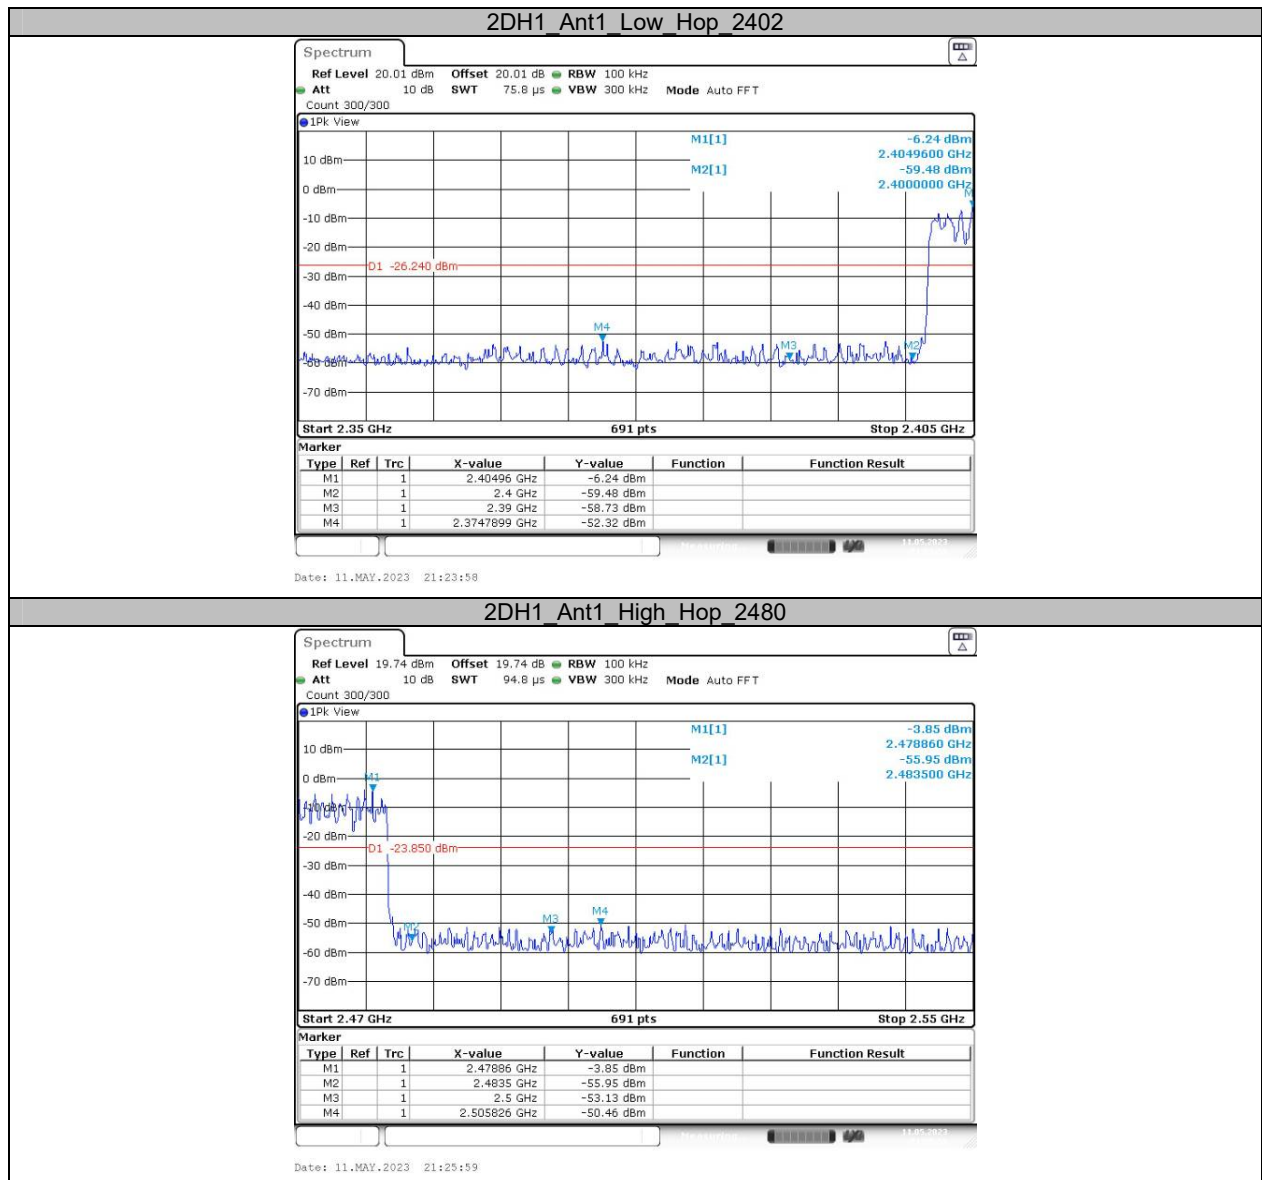 2DH1_Ant1_Low_Hop_2402
Spectrum
Ref Level 20.01 dBm Offset 20.01 dB RBW 100 kHz
Att 10 dB SWT 75.8 µs VBW 300 kHz Mode Auto FFT
Count 300/300
1Pk View
M1[1] -6.24 dBm
2.4049600 GHz
M2[1] -59.48 dBm
2.4000000 GHz
10 dBm
0 dBm
-10 dBm
-20 dBm
D1 -26.240 dBm
-30 dBm
-40 dBm
-50 dBm
M4
M3
M2
-60 dBm
-70 dBm
Start 2.35 GHz 691 pts Stop 2.405 GHz
Marker
Type Ref Trc X-value Y-value Function Function Result
M1 1 2.40496 GHz -6.24 dBm
M2 1 2.4 GHz -59.48 dBm
M3 1 2.39 GHz -58.73 dBm
M4 1 2.3747899 GHz -52.32 dBm
11.05.2023
Date: 11.MAY.2023 21:23:58
2DH1_Ant1_High_Hop_2480
Spectrum
Ref Level 19.74 dBm Offset 19.74 dB RBW 100 kHz
Att 10 dB SWT 94.8 µs VBW 300 kHz Mode Auto FFT
Count 300/300
1Pk View
M1[1] -3.85 dBm
2.478860 GHz
M2[1] -55.95 dBm
2.483500 GHz
10 dBm
0 dBm
M1
-10 dBm
-20 dBm
D1 -23.850 dBm
-30 dBm
-40 dBm
M4
M3
-50 dBm
M2
-60 dBm
-70 dBm
Start 2.47 GHz 691 pts Stop 2.55 GHz
Marker
Type Ref Trc X-value Y-value Function Function Result
M1 1 2.47886 GHz -3.85 dBm
M2 1 2.4835 GHz -55.95 dBm
M3 1 2.5 GHz -53.13 dBm
M4 1 2.505826 GHz -50.46 dBm
11.05.2023
Date: 11.MAY.2023 21:25:59